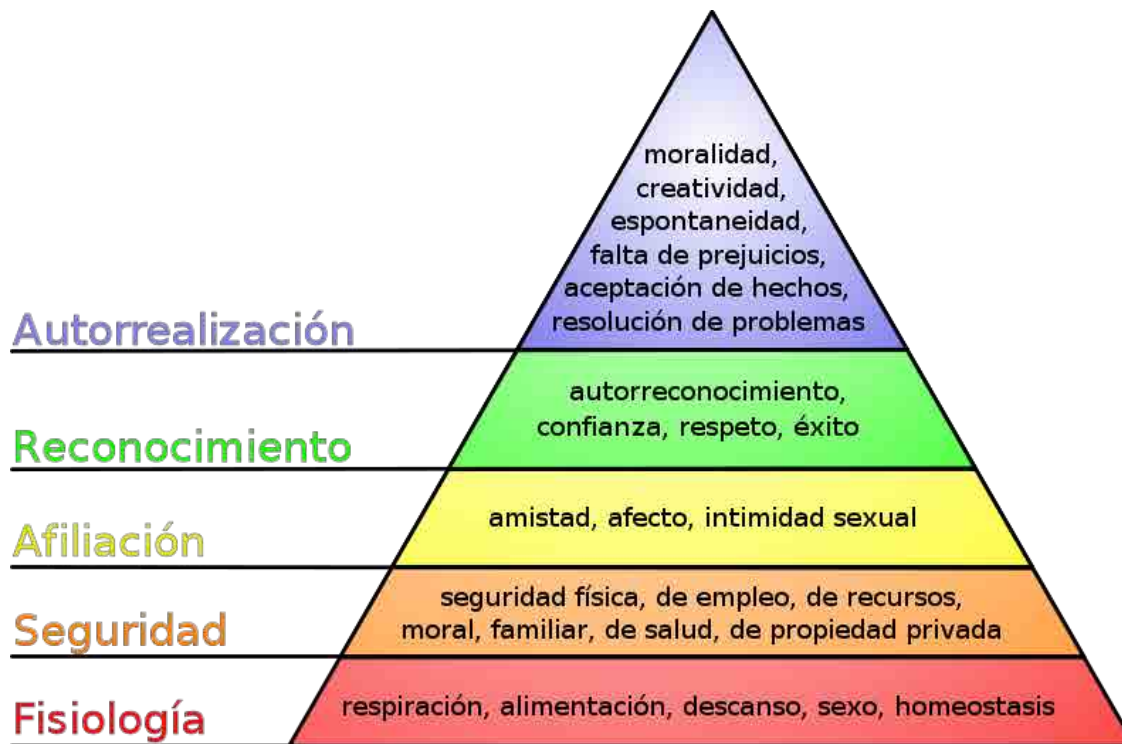 moralidad,
creatividad,
espontaneidad,
falta de prejuicios,
aceptación de hechos,
resolución de problemas
Autorrealización
autorreconocimiento,
confianza, respeto, éxito
Reconocimiento
amistad, afecto, intimidad sexual
Afiliación
seguridad física, de empleo, de recursos,
moral, familiar, de salud, de propiedad privada
Seguridad
respiración, alimentación, descanso, sexo, homeostasis
Fisiología